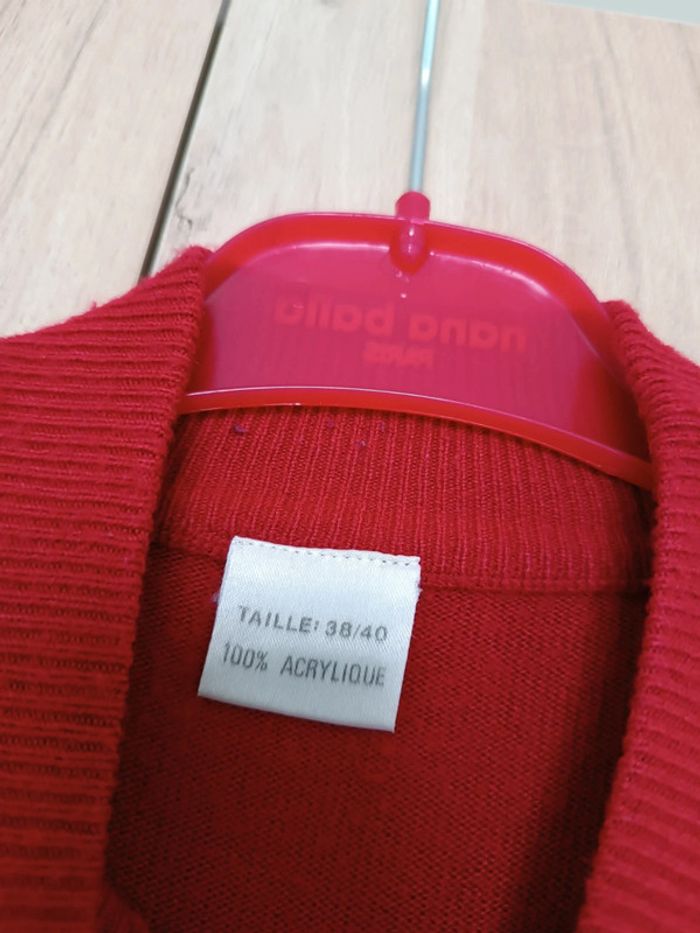 nana baila
PARIS
TAILLE: 38/40
100% ACRYLIQUE